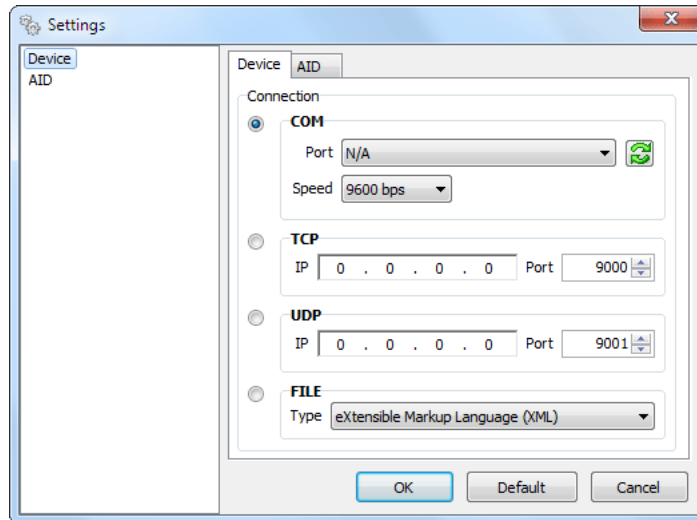 Settings
x
Device
AID
Device AID
Connection
COM
Port N/A
Speed 9600 bps
TCP
IP 0 . 0 . 0 . 0 Port 9000
UDP
IP 0 . 0 . 0 . 0 Port 9001
FILE
Type eXtensible Markup Language (XML)
OK Default Cancel